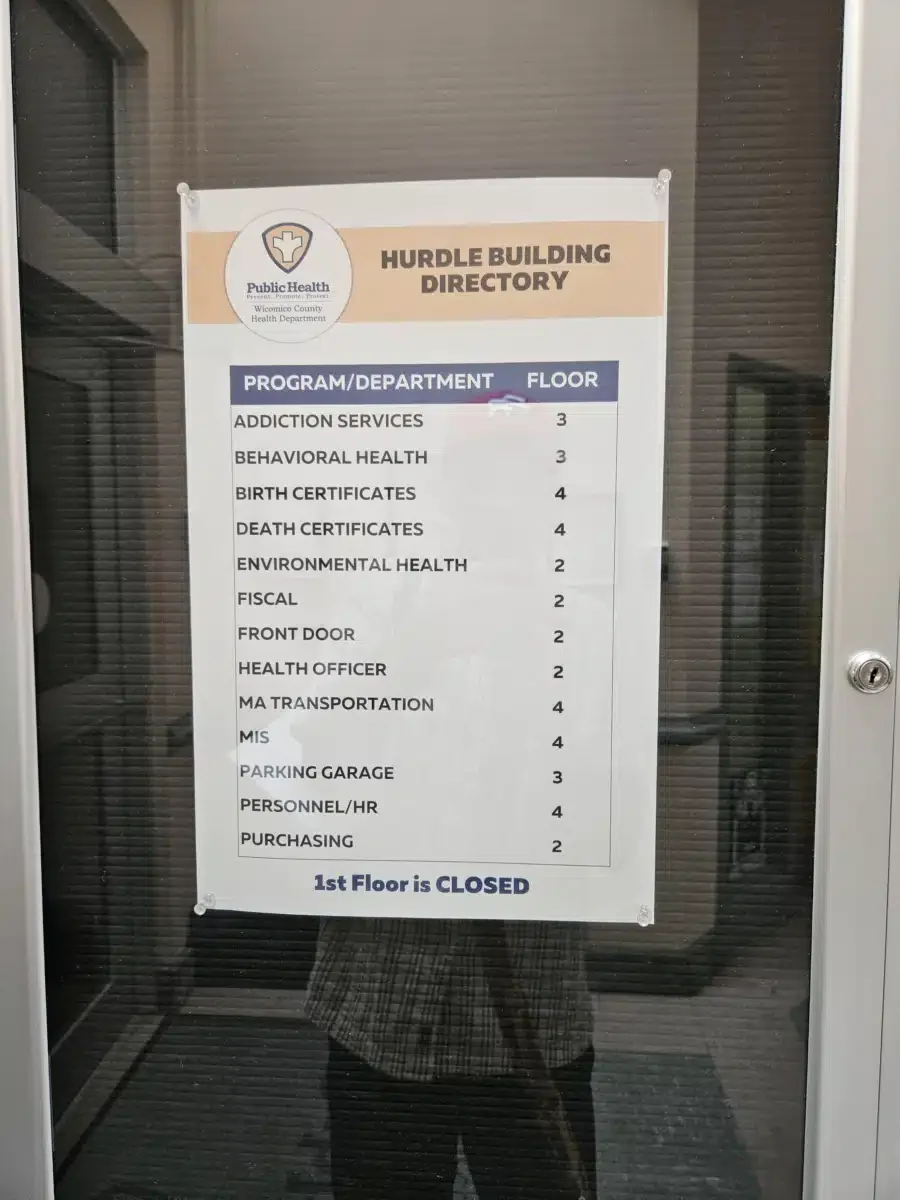 HURDLE BUILDING
DIRECTORY
Public Health
Prevent. Promote. Protect.
Wicomico County
Health Department
PROGRAM/DEPARTMENT FLOOR
ADDICTION SERVICES 3
BEHAVIORAL HEALTH 3
BIRTH CERTIFICATES 4
DEATH CERTIFICATES 4
ENVIRONMENTAL HEALTH 2
FISCAL 2
FRONT DOOR 2
HEALTH OFFICER 2
MA TRANSPORTATION 4
MIS 4
PARKING GARAGE 3
PERSONNEL/HR 4
PURCHASING 2
1st Floor is CLOSED